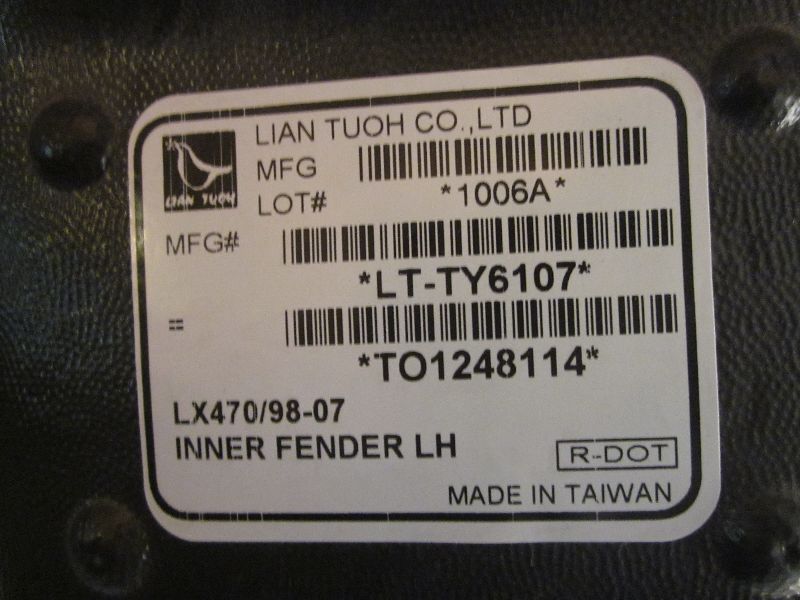 LIAN TUOH
LIAN TUOH CO.,LTD
MFG
LOT#
*1006A*
MFG#
*LT-TY6107*
=
*TO1248114*
LX470/98-07
INNER FENDER LH
R-DOT
MADE IN TAIWAN